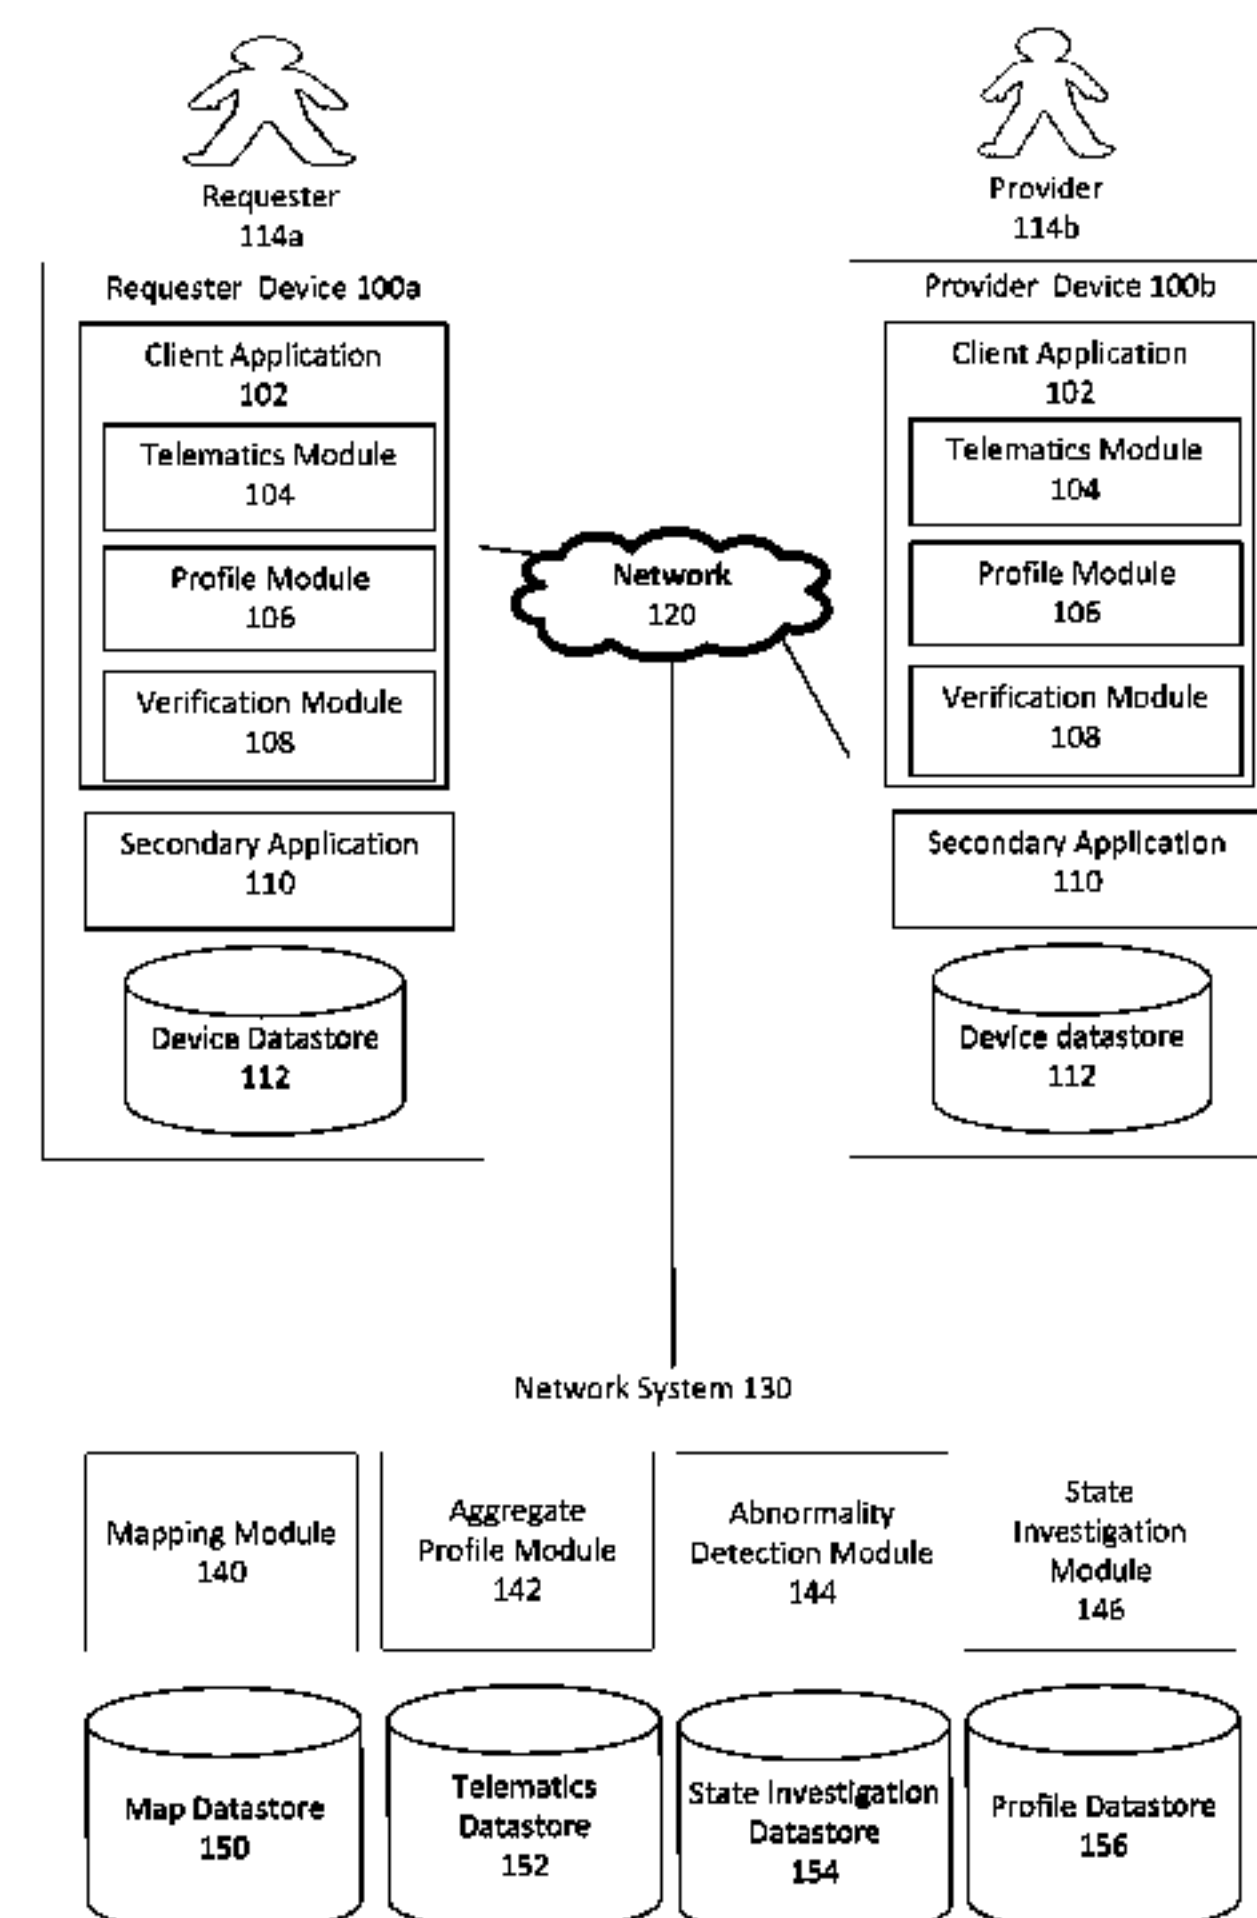 Requester
114a
Requester Device 100a
Client Application
102
Telematics Module
104
Profile Module
106
Verification Module
108
Secondary Application
110
Device Datastore
112
Network
120
Provider
114b
Provider Device 100b
Client Application
102
Telematics Module
104
Profile Module
106
Verification Module
108
Secondary Application
110
Device datastore
112
Network System 130
Mapping Module
140
Aggregate
Profile Module
142
Abnormality
Detection Module
144
State
Investigation
Module
146
Map Datastore
150
Telematics
Datastore
152
State Investigation
Datastore
154
Profile Datastore
156